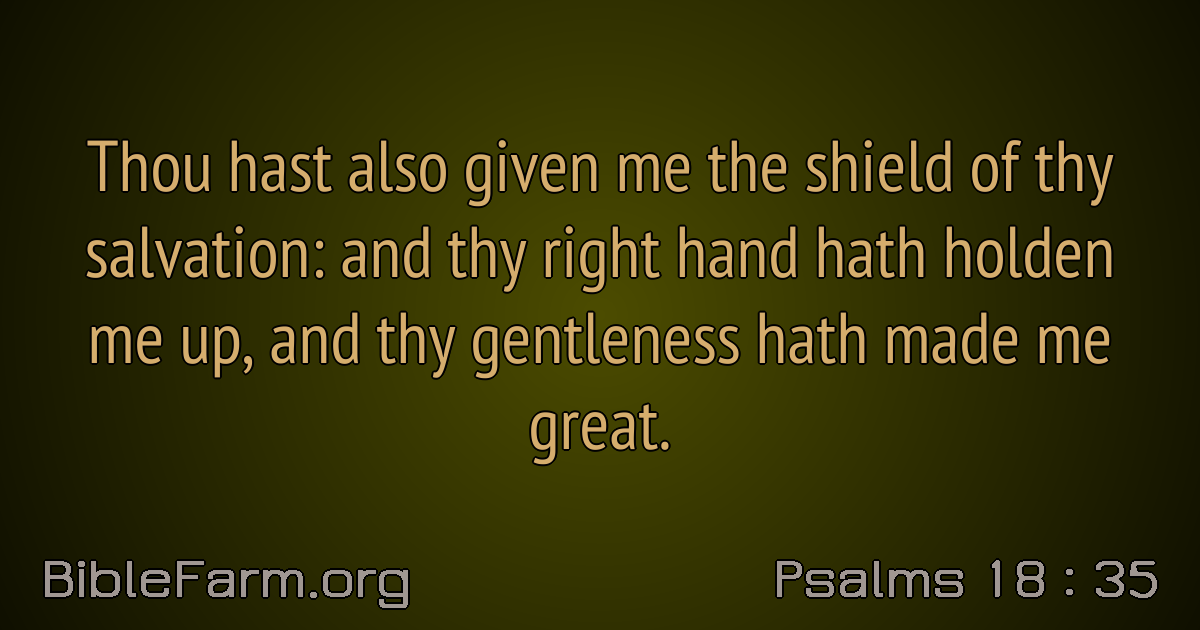 Thou hast also given me the shield of thy
salvation: and thy right hand hath holden
me up, and thy gentleness hath made me
great.
BibleFarm.org
Psalms 18 : 35